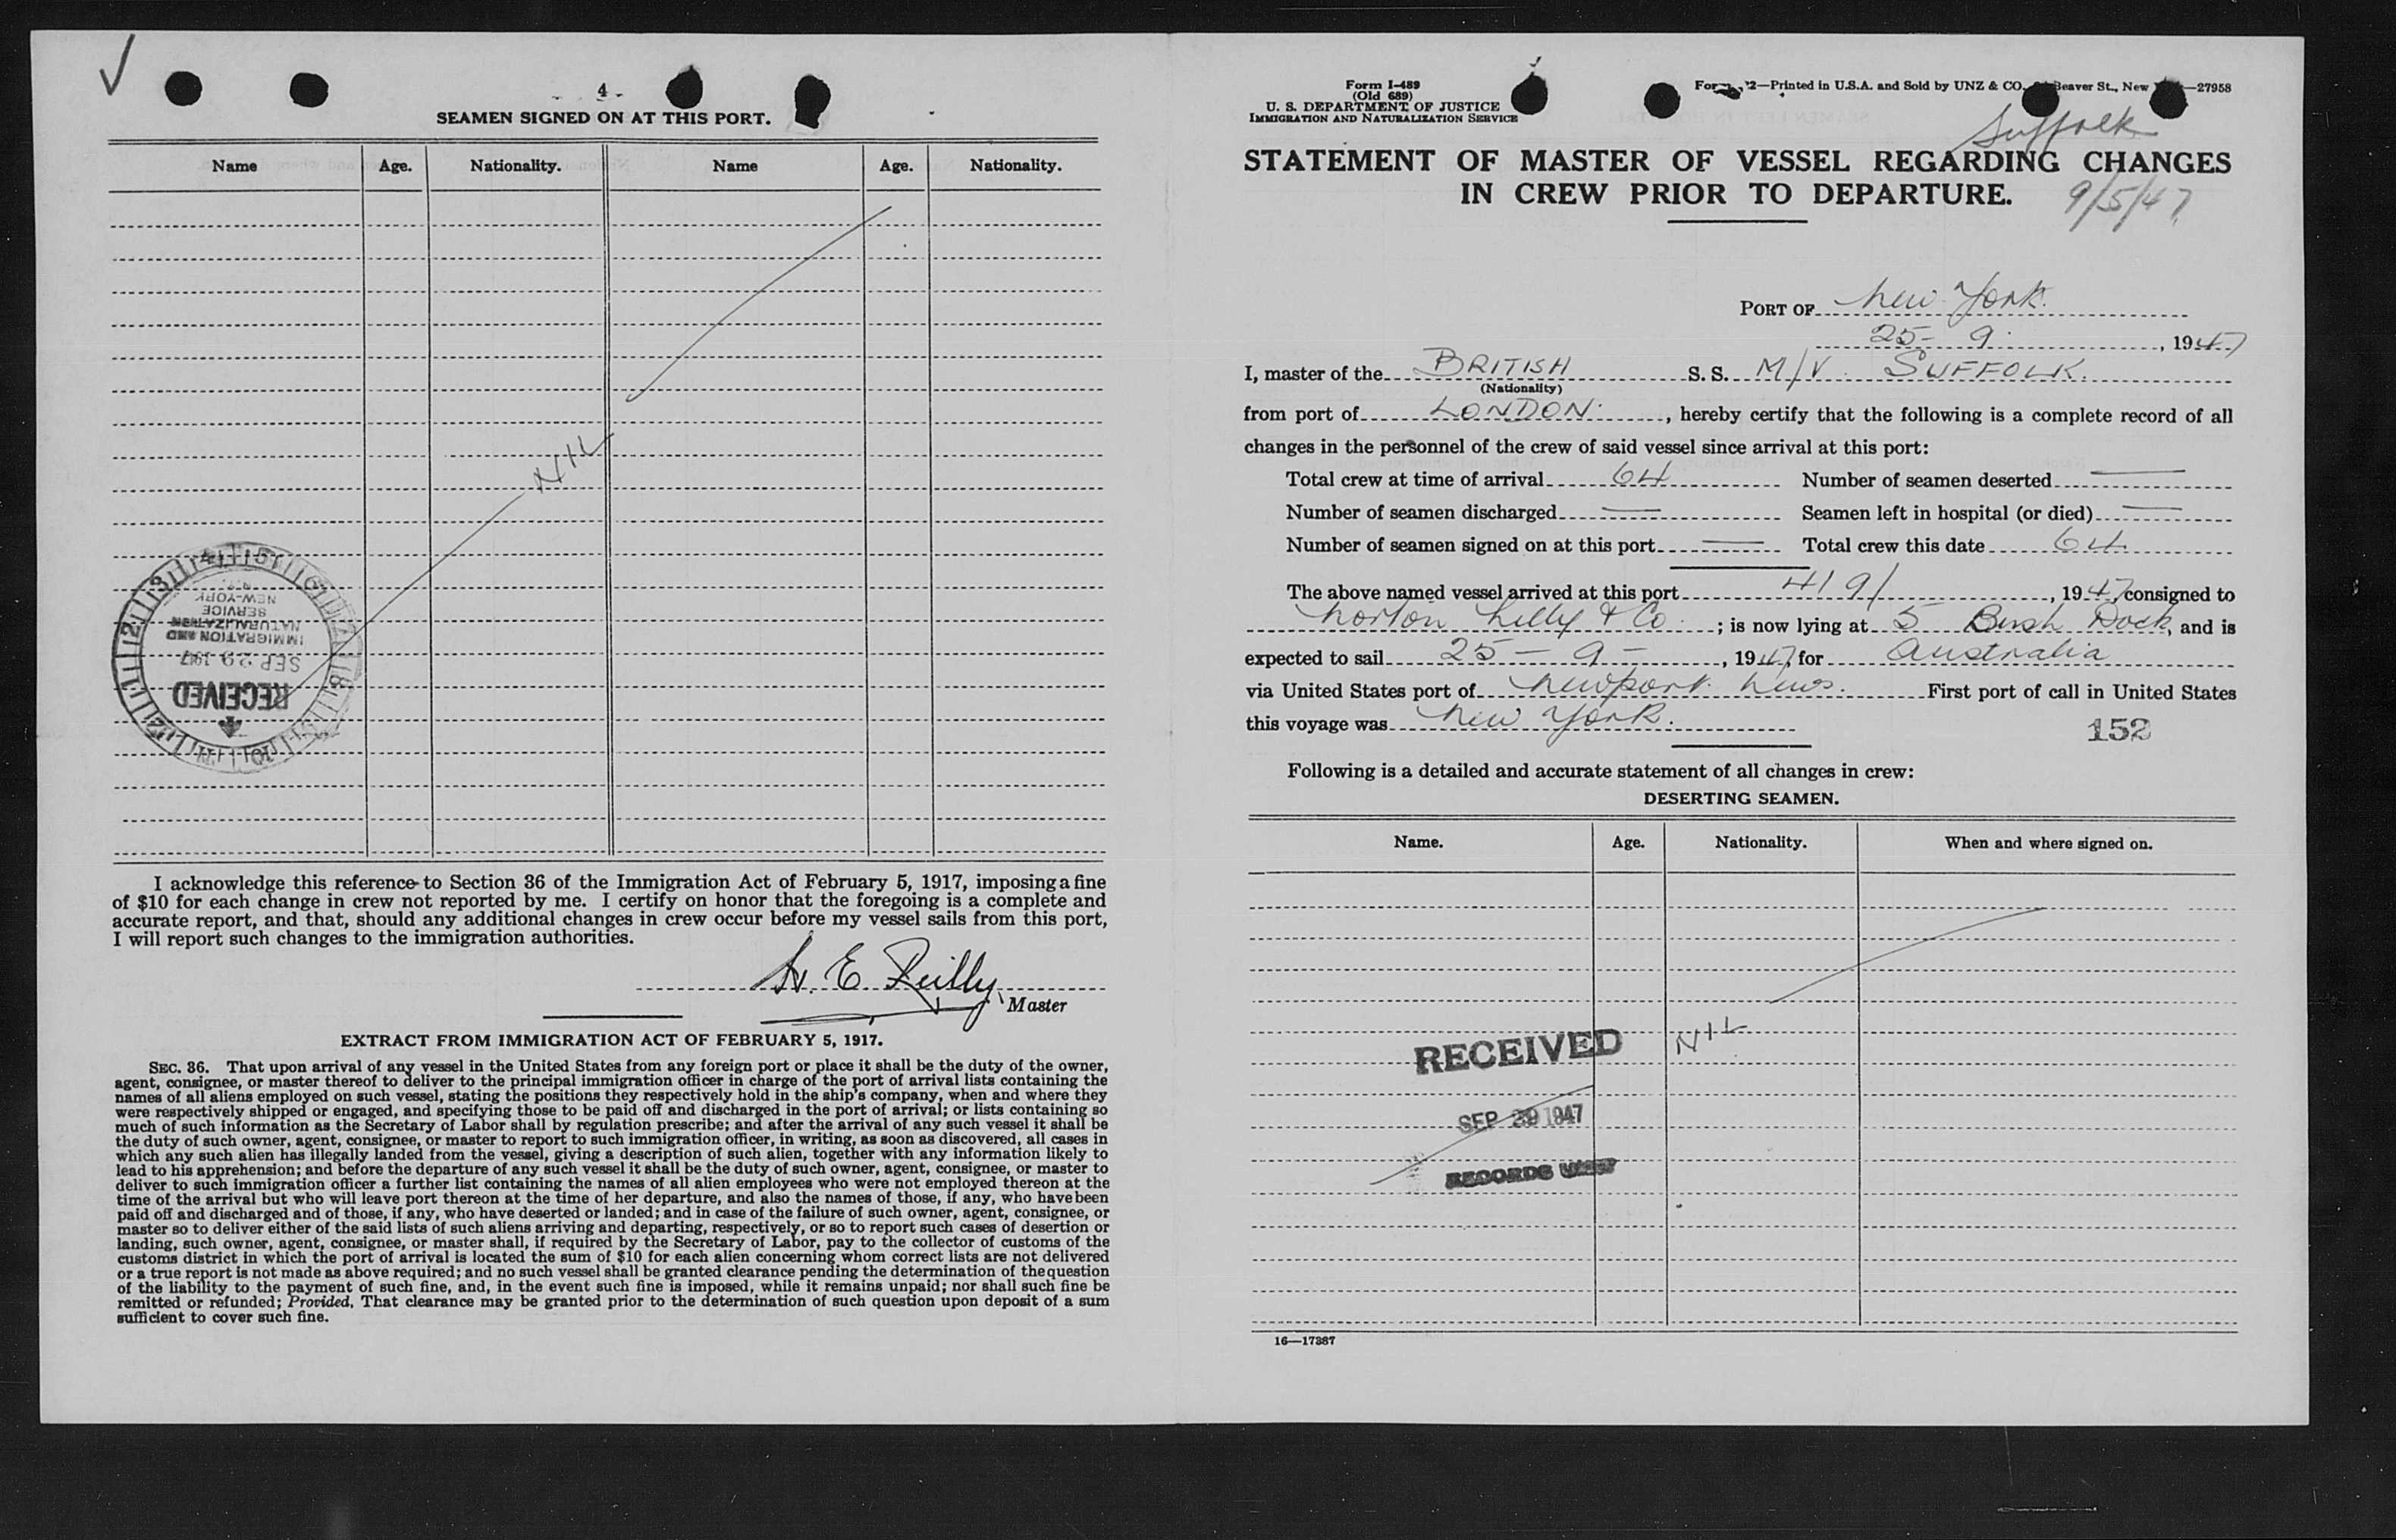 4
SEAMEN SIGNED ON AT THIS PORT.
Name Age. Nationality. Name Age. Nationality.
NIL
IMMIGRATION AND
NATURALIZATION
SERVICE
NEW-YORK
SEP 29 1947
RECEIVED
I acknowledge this reference to Section 36 of the Immigration Act of February 5, 1917, imposing a fine
of $10 for each change in crew not reported by me. I certify on honor that the foregoing is a complete and
accurate report, and that, should any additional changes in crew occur before my vessel sails from this port,
I will report such changes to the immigration authorities.
H. E. Reilly
Master
EXTRACT FROM IMMIGRATION ACT OF FEBRUARY 5, 1917.
SEC. 36. That upon arrival of any vessel in the United States from any foreign port or place it shall be the duty of the owner,
agent, consignee, or master thereof to deliver to the principal immigration officer in charge of the port of arrival lists containing the
names of all aliens employed on such vessel, stating the positions they respectively hold in the ship's company, when and where they
were respectively shipped or engaged, and specifying those to be paid off and discharged in the port of arrival; or lists containing so
much of such information as the Secretary of Labor shall by regulation prescribe; and after the arrival of any such vessel it shall be
the duty of such owner, agent, consignee, or master to report to such immigration officer, in writing, as soon as discovered, all cases in
which any such alien has illegally landed from the vessel, giving a description of such alien, together with any information likely to
lead to his apprehension; and before the departure of any such vessel it shall be the duty of such owner, agent, consignee, or master to
deliver to such immigration officer a further list containing the names of all alien employees who were not employed thereon at the
time of the arrival but who will leave port thereon at the time of her departure, and also the names of those, if any, who have been
paid off and discharged and of those, if any, who have deserted or landed; and in case of the failure of such owner, agent, consignee, or
master so to deliver either of the said lists of such aliens arriving and departing, respectively, or so to report such cases of desertion or
landing, such owner, agent, consignee, or master shall, if required by the Secretary of Labor, pay to the collector of customs of the
customs district in which the port of arrival is located the sum of $10 for each alien concerning whom correct lists are not delivered
or a true report is not made as above required; and no such vessel shall be granted clearance pending the determination of the question
of the liability to the payment of such fine, and, in the event such fine is imposed, while it remains unpaid; nor shall such fine be
remitted or refunded; Provided, That clearance may be granted prior to the determination of such question upon deposit of a sum
sufficient to cover such fine.
Form I-489
(Old 689)
U. S. DEPARTMENT OF JUSTICE
IMMIGRATION AND NATURALIZATION SERVICE
2—Printed in U.S.A. and Sold by UNZ & CO. Beaver St., New —27958
Suffolk
STATEMENT OF MASTER OF VESSEL REGARDING CHANGES
IN CREW PRIOR TO DEPARTURE.
9/5/47
PORT OF New York.
25- 9. , 1947
I, master of the BRITISH S. S. M/V. SUFFOLK.
(Nationality)
from port of LONDON. , hereby certify that the following is a complete record of all
changes in the personnel of the crew of said vessel since arrival at this port:
Total crew at time of arrival 64 Number of seamen deserted —
Number of seamen discharged — Seamen left in hospital (or died) —
Number of seamen signed on at this port — Total crew this date 64
The above named vessel arrived at this port 4/9/ , 1947, consigned to
Norton Lilly & Co. ; is now lying at 5 Bush Dock, and is
expected to sail 25 - 9 - , 1947, for Australia
via United States port of Newport News. First port of call in United States
this voyage was New York.
152
Following is a detailed and accurate statement of all changes in crew:
DESERTING SEAMEN.
Name. Age. Nationality. When and where signed on.
NIL
RECEIVED
SEP 29 1947
RECORDS
16—17387